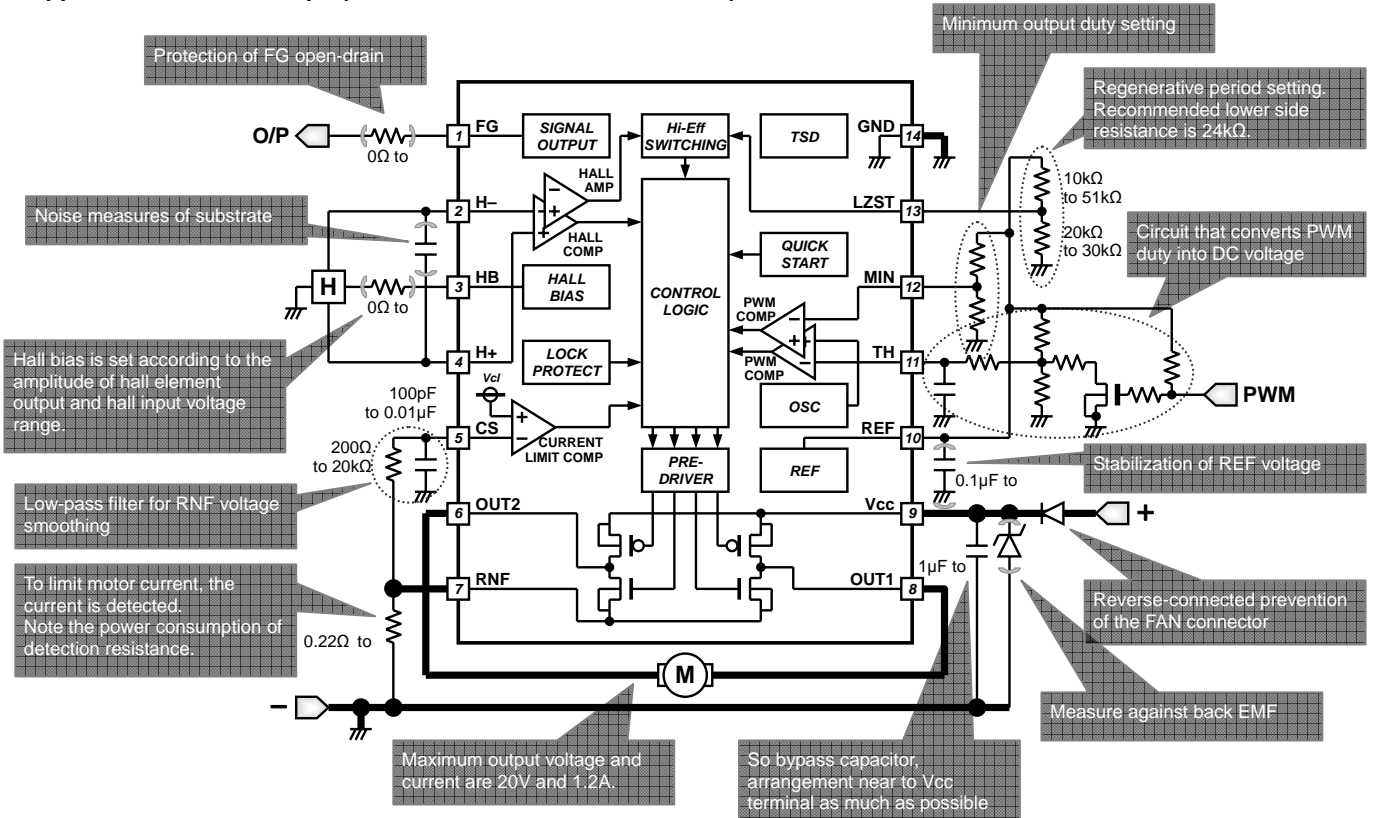 Minimum output duty setting
Protection of FG open-drain
Regenerative period setting.
Recommended lower side
resistance is 24kΩ.
O/P
0Ω to
1
FG
SIGNAL
OUTPUT
Hi-Eff
SWITCHING
TSD
GND
14
HALL
AMP
10kΩ
to 51kΩ
Noise measures of substrate
2
H–
LZST
13
HALL
COMP
20kΩ
to 30kΩ
Circuit that converts PWM
duty into DC voltage
QUICK
START
H
0Ω to
3
HB
HALL
BIAS
CONTROL
LOGIC
MIN
12
PWM
COMP
Hall bias is set according to the
amplitude of hall element
output and hall input voltage
range.
4
H+
LOCK
PROTECT
PWM
COMP
TH
11
100pF
to 0.01µF
Vcl
OSC
PWM
5
CS
CURRENT
LIMIT COMP
REF
10
200Ω
to 20kΩ
PRE-
DRIVER
REF
0.1µF to
Stabilization of REF voltage
Low-pass filter for RNF voltage
smoothing
6
OUT2
Vcc
9
+
To limit motor current, the
current is detected.
Note the power consumption of
detection resistance.
7
RNF
1µF to
OUT1
8
0.22Ω to
Reverse-connected prevention
of the FAN connector
M
–
Measure against back EMF
Maximum output voltage and
current are 20V and 1.2A.
So bypass capacitor,
arrangement near to Vcc
terminal as much as possible